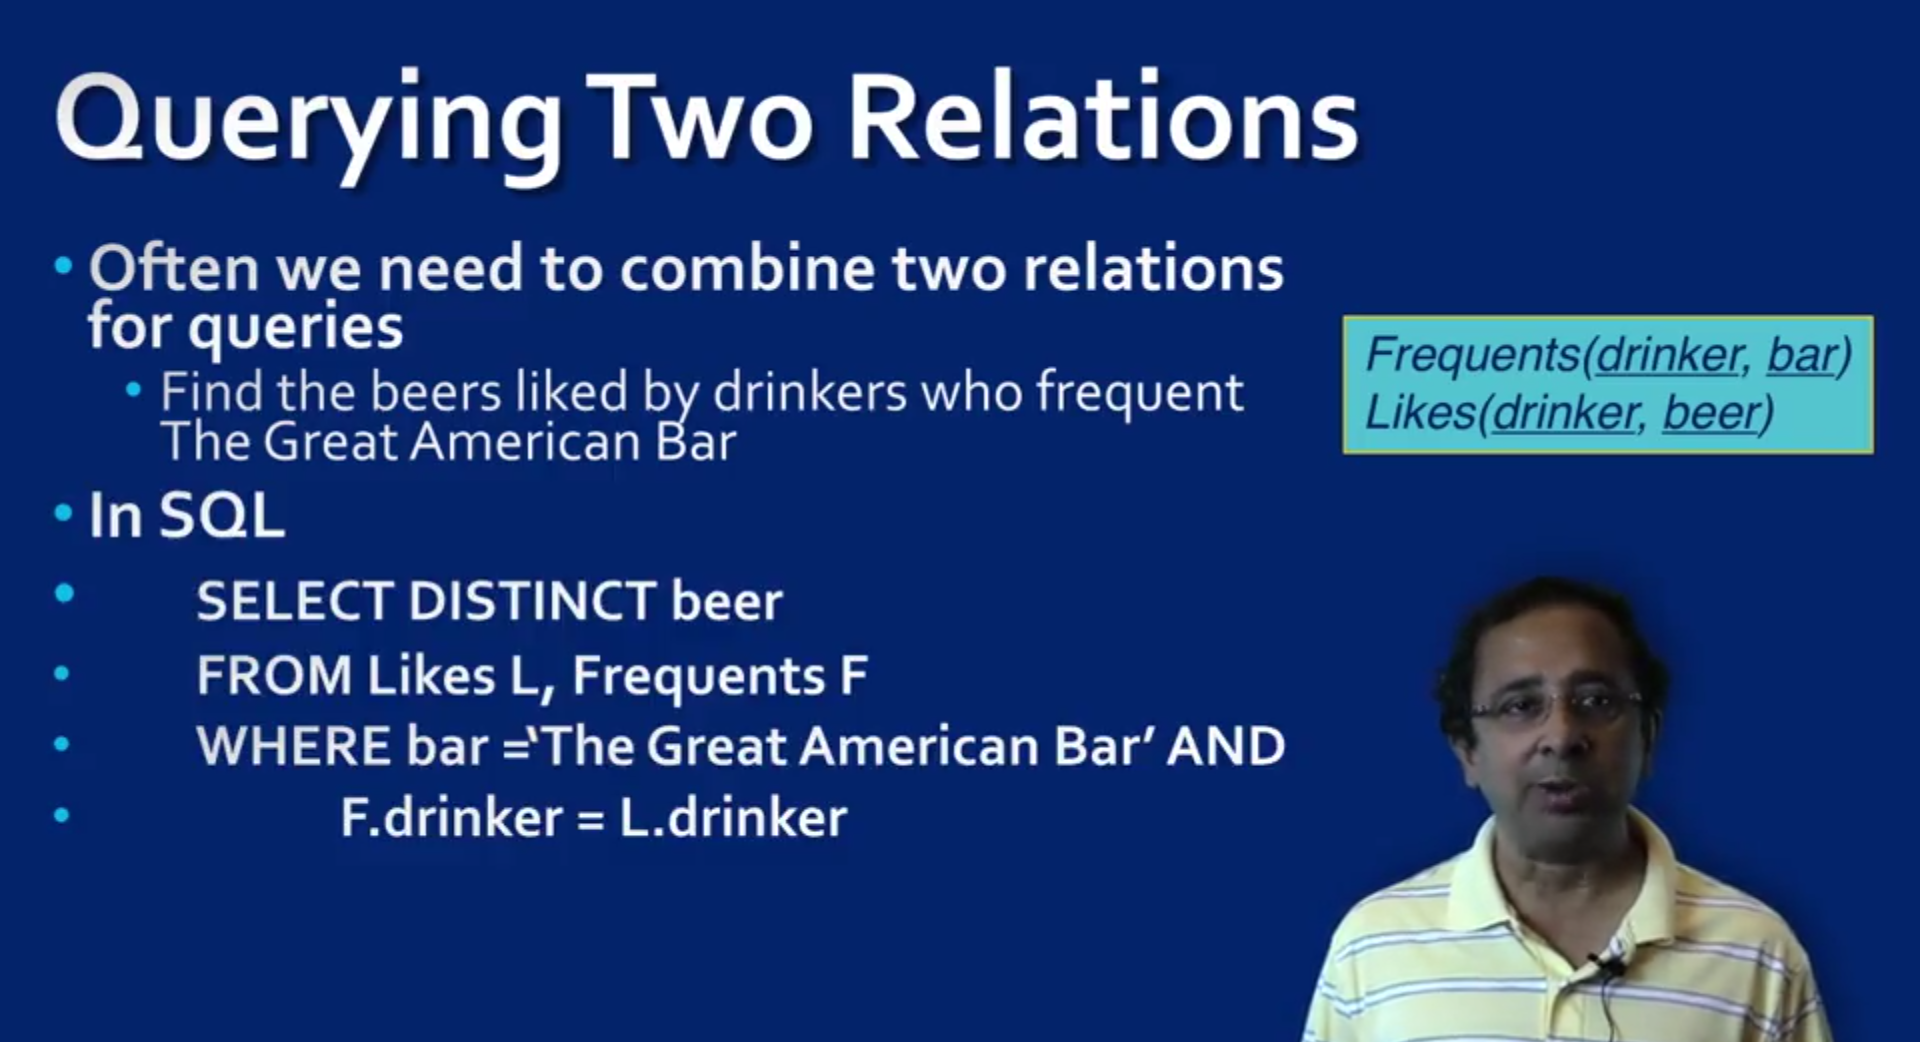 Querying Two Relations
• Often we need to combine two relations
for queries
• Find the beers liked by drinkers who frequent
The Great American Bar
Frequents(drinker, bar)
Likes(drinker, beer)
• In SQL
• SELECT DISTINCT beer
• FROM Likes L, Frequents F
• WHERE bar =‘The Great American Bar’ AND
• F.drinker = L.drinker